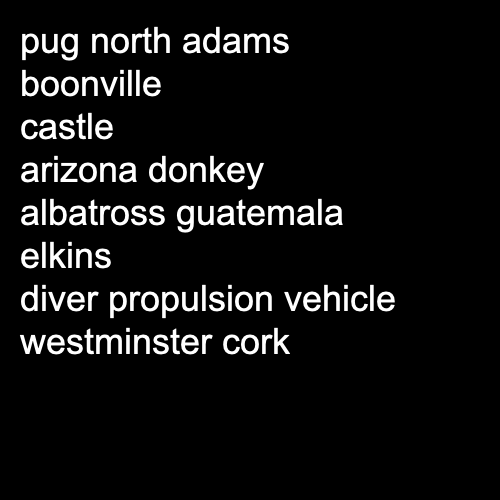 pug north adams
boonville
castle
arizona donkey
albatross guatemala
elkins
diver propulsion vehicle
westminster cork